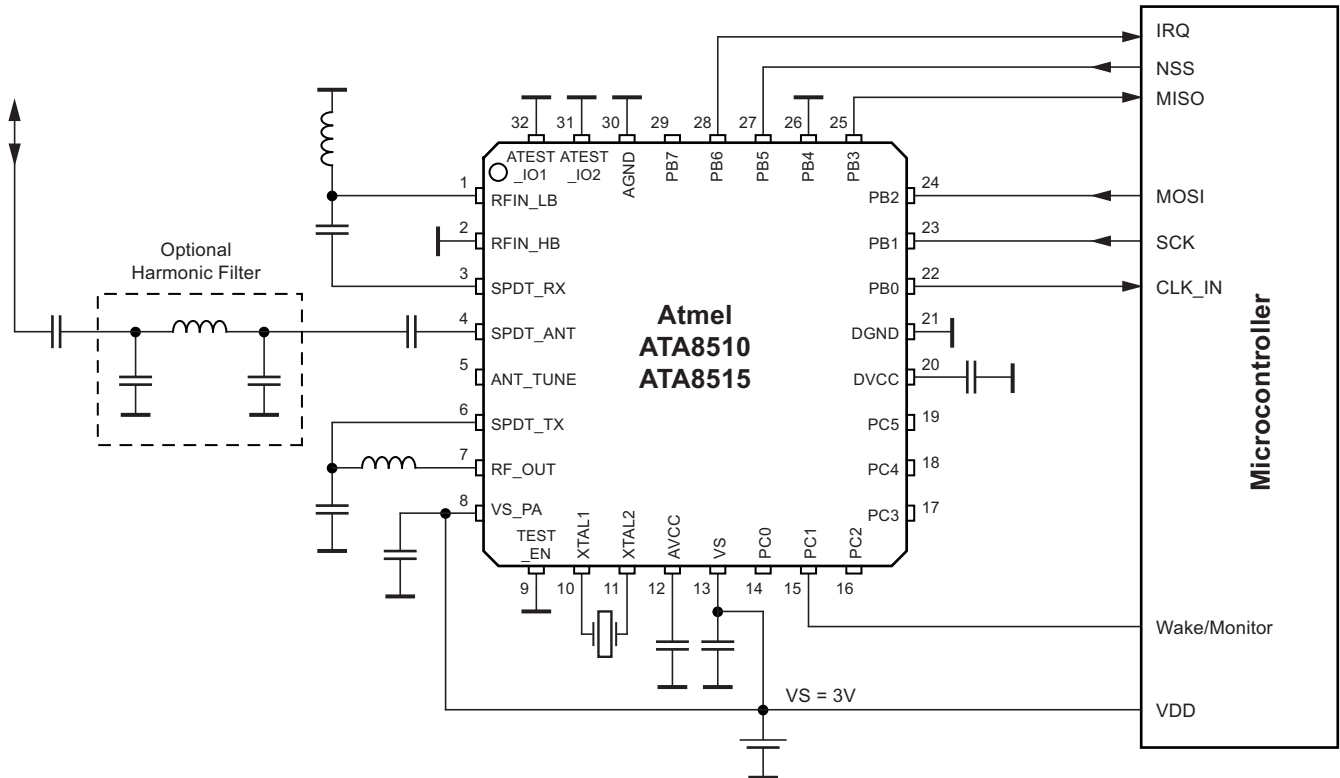 IRQ
NSS
MISO
32 31 30 29 28 27 26 25
ATEST
_IO1
ATEST
_IO2
AGND
PB7
PB6
PB5
PB4
PB3
1
RFIN_LB
2
RFIN_HB
3
SPDT_RX
4
SPDT_ANT
5
ANT_TUNE
6
SPDT_TX
7
RF_OUT
8
VS_PA
Optional
Harmonic Filter
Atmel
ATA8510
ATA8515
PB2
24
MOSI
PB1
23
SCK
PB0
22
CLK_IN
DGND
21
DVCC
20
PC5
19
PC4
18
PC3
17
Microcontroller
TEST
_EN
XTAL1
XTAL2
AVCC
VS
PC0
PC1
PC2
9 10 11 12 13 14 15 16
Wake/Monitor
VS = 3V
VDD